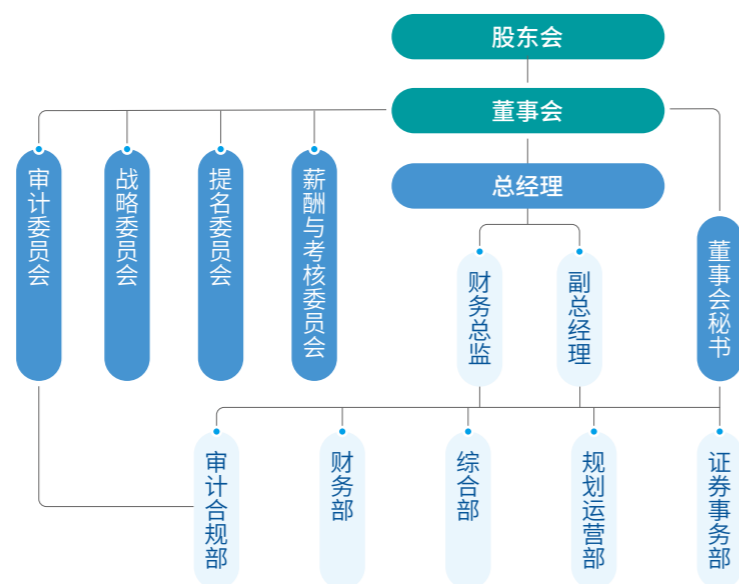 股东会
董事会
总经理
审计委员会
战略委员会
提名委员会
薪酬与考核委员会
财务总监
副总经理
董事会秘书
审计合规部
财务部
综合部
规划运营部
证券事务部